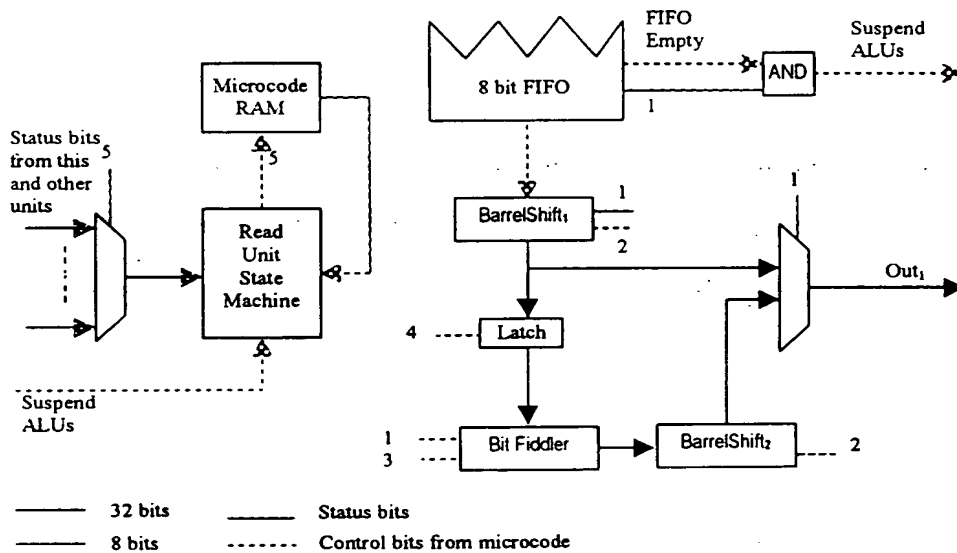 FIFO
Empty
Suspend
ALUs
AND
8 bit FIFO
1
Microcode
RAM
Status bits
from this
and other
units
5
5
Read
Unit
State
Machine
Suspend
ALUs
BarrelShift₁
1
2
1
Out₁
4
Latch
1
3
Bit Fiddler
BarrelShift₂
2
32 bits
Status bits
8 bits
Control bits from microcode